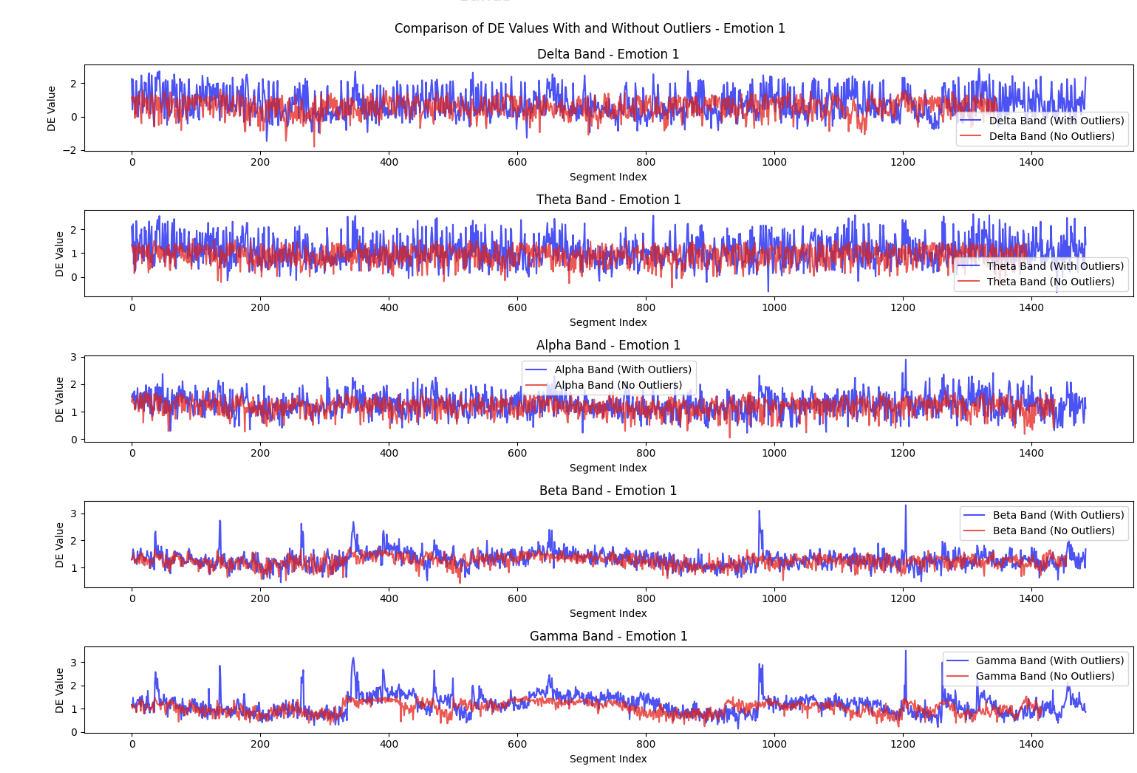 Comparison of DE Values With and Without Outliers - Emotion 1
Delta Band - Emotion 1
DE Value
2
0
−2
Delta Band (With Outliers)
Delta Band (No Outliers)
0 200 400 600 800 1000 1200 1400
Segment Index
Theta Band - Emotion 1
DE Value
2
1
0
Theta Band (With Outliers)
Theta Band (No Outliers)
0 200 400 600 800 1000 1200 1400
Segment Index
Alpha Band - Emotion 1
DE Value
3
2
1
0
Alpha Band (With Outliers)
Alpha Band (No Outliers)
0 200 400 600 800 1000 1200 1400
Segment Index
Beta Band - Emotion 1
DE Value
3
2
1
Beta Band (With Outliers)
Beta Band (No Outliers)
0 200 400 600 800 1000 1200 1400
Segment Index
Gamma Band - Emotion 1
DE Value
3
2
1
0
Gamma Band (With Outliers)
Gamma Band (No Outliers)
0 200 400 600 800 1000 1200 1400
Segment Index